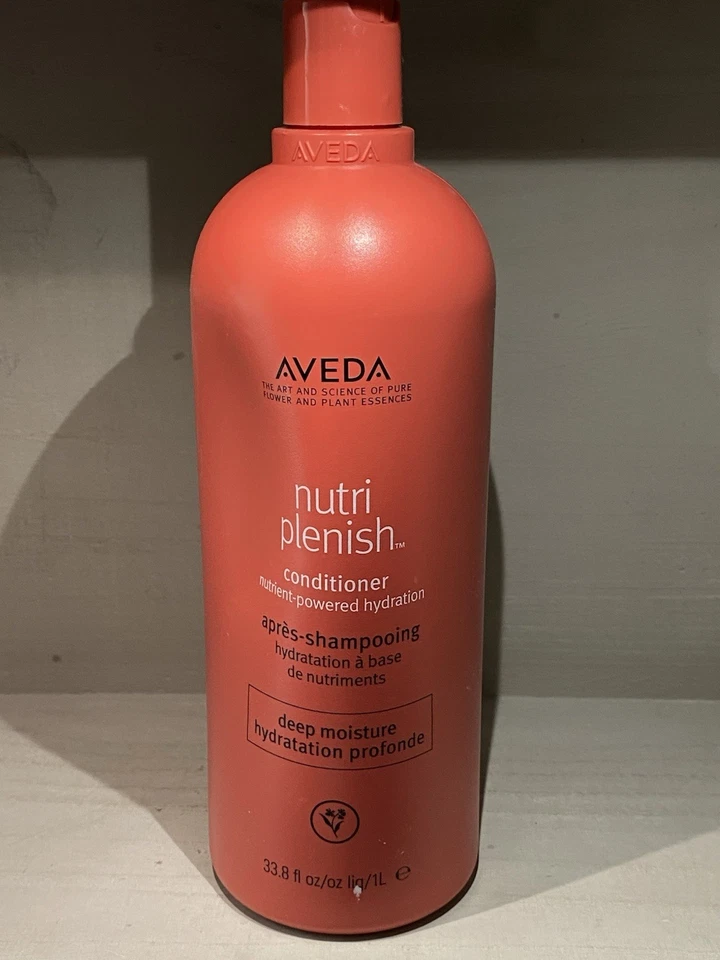 AVEDA
AVEDA
THE ART AND SCIENCE OF PURE
FLOWER AND PLANT ESSENCES
nutri
plenish™
conditioner
nutrient-powered hydration
après-shampooing
hydratation à base
de nutriments
deep moisture
hydratation profonde
33.8 fl oz/oz liq/1L ℮